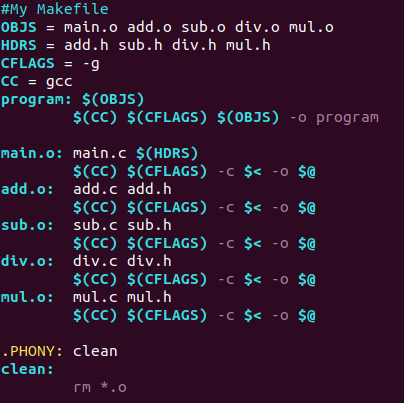 #My Makefile
OBJS = main.o add.o sub.o div.o mul.o
HDRS = add.h sub.h div.h mul.h
CFLAGS = -g
CC = gcc
program: $(OBJS)
        $(CC) $(CFLAGS) $(OBJS) -o program

main.o: main.c $(HDRS)
        $(CC) $(CFLAGS) -c $< -o $@
add.o:  add.c add.h
        $(CC) $(CFLAGS) -c $< -o $@
sub.o:  sub.c sub.h
        $(CC) $(CFLAGS) -c $< -o $@
div.o:  div.c div.h
        $(CC) $(CFLAGS) -c $< -o $@
mul.o:  mul.c mul.h
        $(CC) $(CFLAGS) -c $< -o $@

.PHONY: clean
clean:
        rm *.o